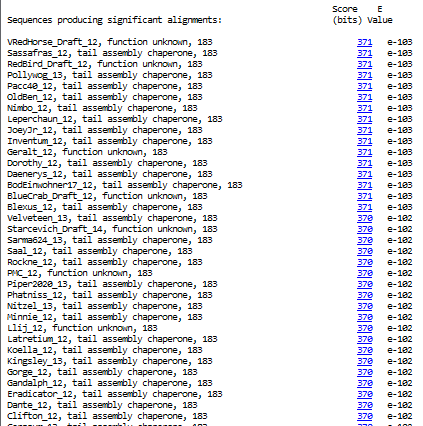 Score E
Sequences producing significant alignments: (bits) Value
VRedHorse_Draft_12, function unknown, 183 371 e-103
Sassafras_12, tail assembly chaperone, 183 371 e-103
RedBird_Draft_12, function unknown, 183 371 e-103
Pollywog_13, tail assembly chaperone, 183 371 e-103
Pacc40_12, tail assembly chaperone, 183 371 e-103
OldBen_12, tail assembly chaperone, 183 371 e-103
Nimbo_12, tail assembly chaperone, 183 371 e-103
Leperchaun_12, tail assembly chaperone, 183 371 e-103
JoeyJr_12, tail assembly chaperone, 183 371 e-103
Inventum_12, tail assembly chaperone, 183 371 e-103
Geralt_12, function unknown, 183 371 e-103
Dorothy_12, tail assembly chaperone, 183 371 e-103
Daenerys_12, tail assembly chaperone, 183 371 e-103
BodEinwohner17_12, tail assembly chaperone, 183 371 e-103
BlueCrab_Draft_12, function unknown, 183 371 e-103
Blexus_12, tail assembly chaperone, 183 371 e-103
Velveteen_13, tail assembly chaperone, 183 370 e-102
Starcevich_Draft_14, function unknown, 183 370 e-102
Samma624_13, tail assembly chaperone, 183 370 e-102
Saal_12, tail assembly chaperone, 183 370 e-102
Rockne_12, tail assembly chaperone, 183 370 e-102
PMC_12, function unknown, 183 370 e-102
Piper2020_13, tail assembly chaperone, 183 370 e-102
Phatniss_12, tail assembly chaperone, 183 370 e-102
Nitzel_13, tail assembly chaperone, 183 370 e-102
Minnie_12, tail assembly chaperone, 183 370 e-102
Llij_12, function unknown, 183 370 e-102
Latretium_12, tail assembly chaperone, 183 370 e-102
Koella_12, tail assembly chaperone, 183 370 e-102
Kingsley_13, tail assembly chaperone, 183 370 e-102
Gorge_12, tail assembly chaperone, 183 370 e-102
Gandalph_12, tail assembly chaperone, 183 370 e-102
Eradicator_12, tail assembly chaperone, 183 370 e-102
Dante_12, tail assembly chaperone, 183 370 e-102
Clifton_12, tail assembly chaperone, 183 370 e-102